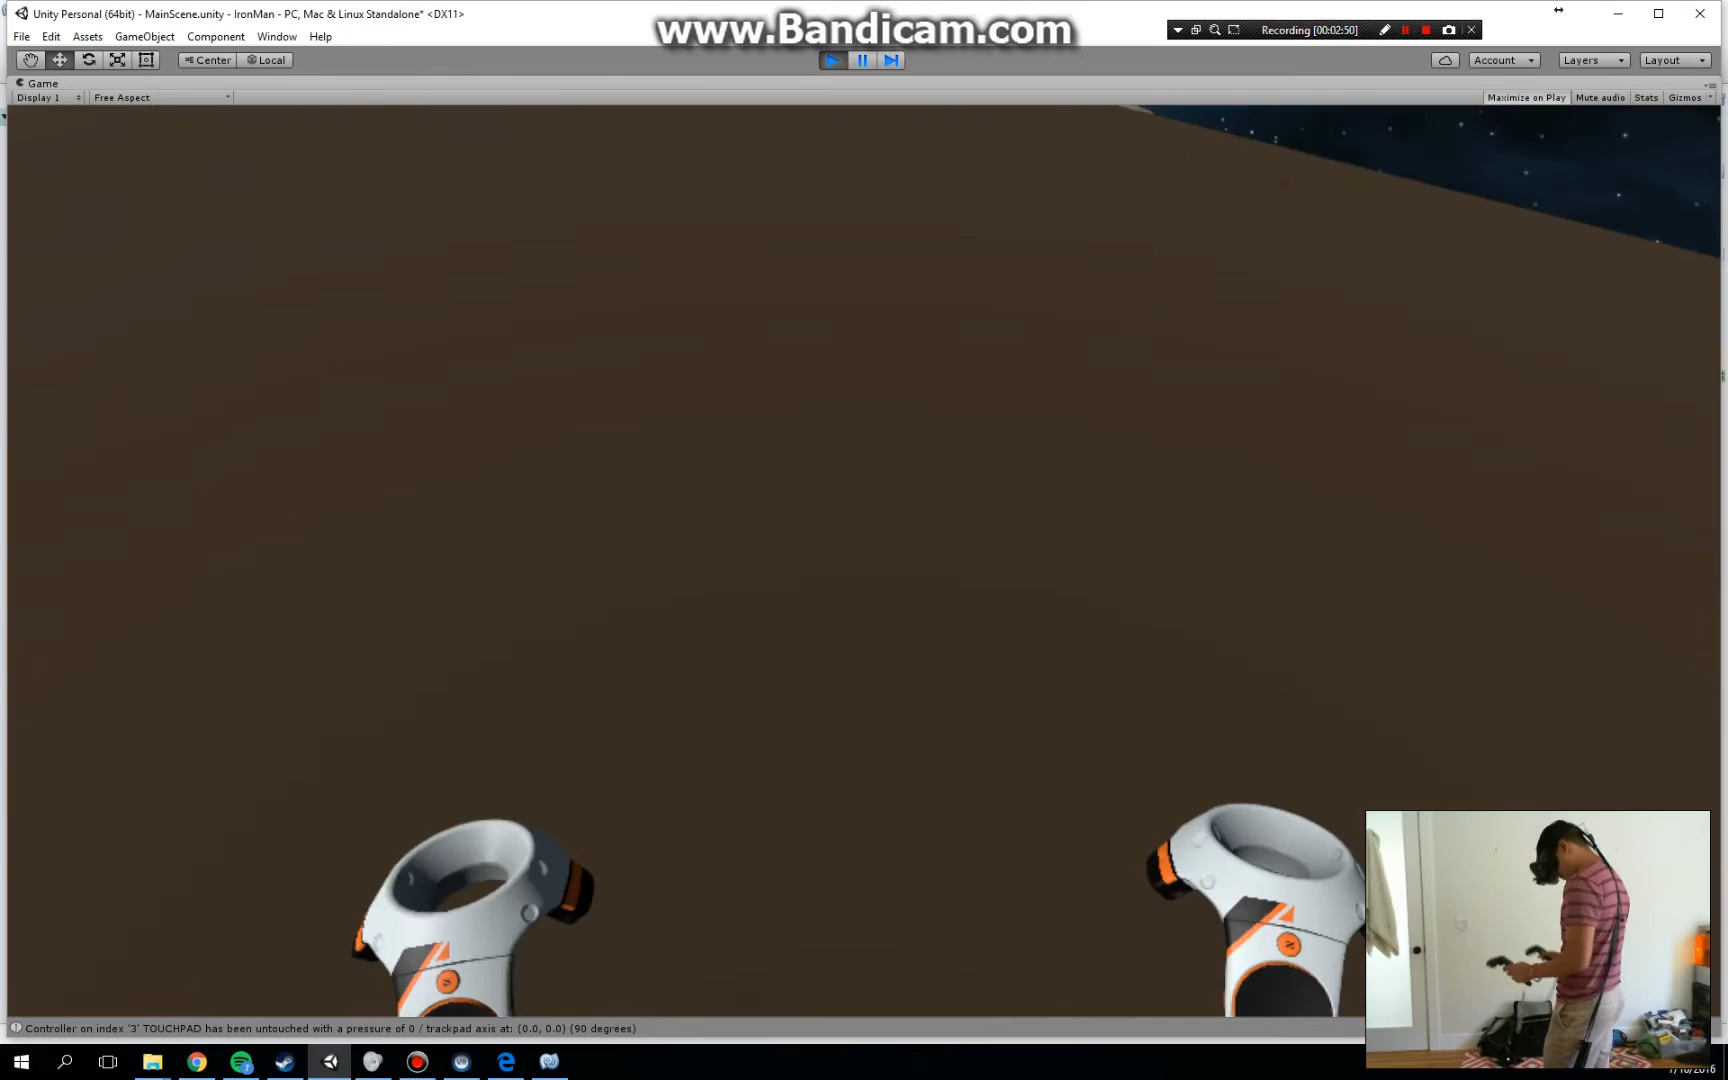 Unity Personal (64bit) - MainScene.unity - IronMan - PC, Mac & Linux Standalone* <DX11>
www.Bandicam.com
Recording [00:02:50]
File Edit Assets GameObject Component Window Help
Center Local
Account Layers Layout
Game
Display 1 Free Aspect
Maximize on Play Mute audio Stats Gizmos
Controller on index '3' TOUCHPAD has been untouched with a pressure of 0 / trackpad axis at: (0.0, 0.0) (90 degrees)